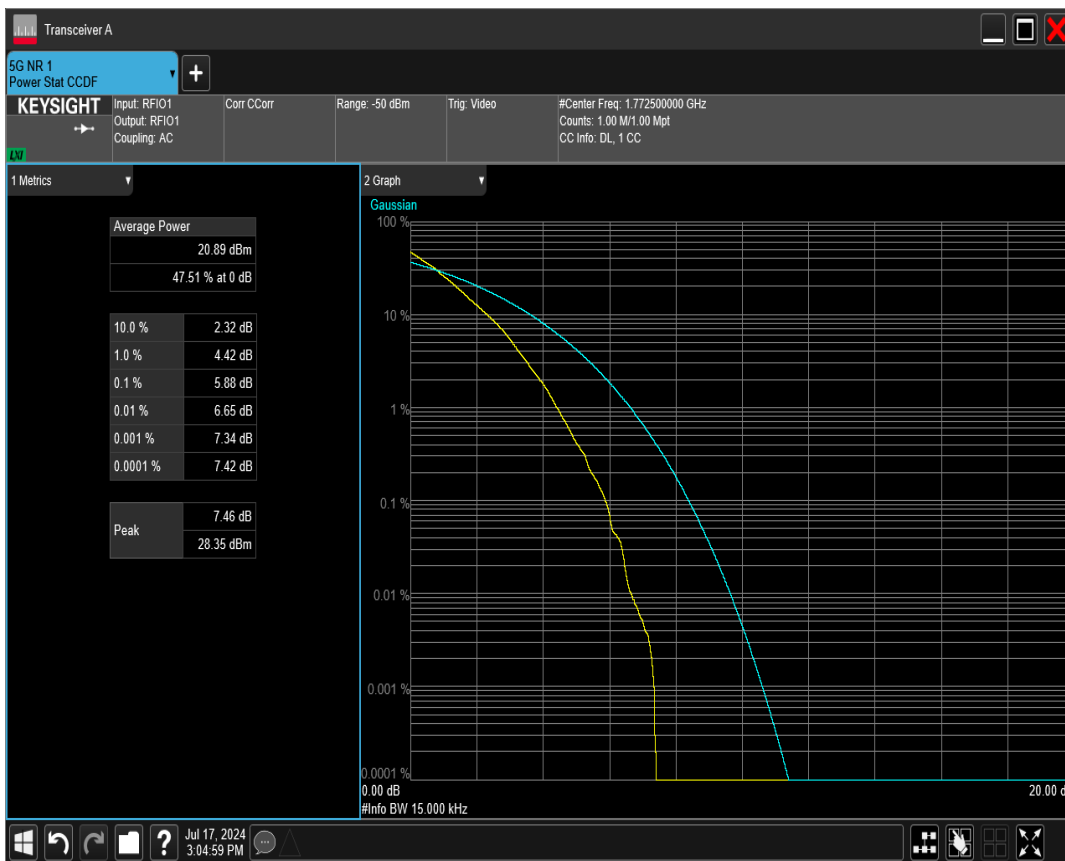 Transceiver A
5G NR 1
Power Stat CCDF
KEYSIGHT
LXI
Input: RFIO1
Output: RFIO1
Coupling: AC
Corr CCorr
Range: -50 dBm
Trig: Video
#Center Freq: 1.772500000 GHz
Counts: 1.00 M/1.00 Mpt
CC Info: DL, 1 CC
1 Metrics
Average Power
20.89 dBm
47.51 % at 0 dB
10.0 % 2.32 dB
1.0 % 4.42 dB
0.1 % 5.88 dB
0.01 % 6.65 dB
0.001 % 7.34 dB
0.0001 % 7.42 dB
Peak
7.46 dB
28.35 dBm
2 Graph
Gaussian
100 %
10 %
1 %
0.1 %
0.01 %
0.001 %
0.0001 %
0.00 dB 20.00 d
#Info BW 15.000 kHz
Jul 17, 2024
3:04:59 PM